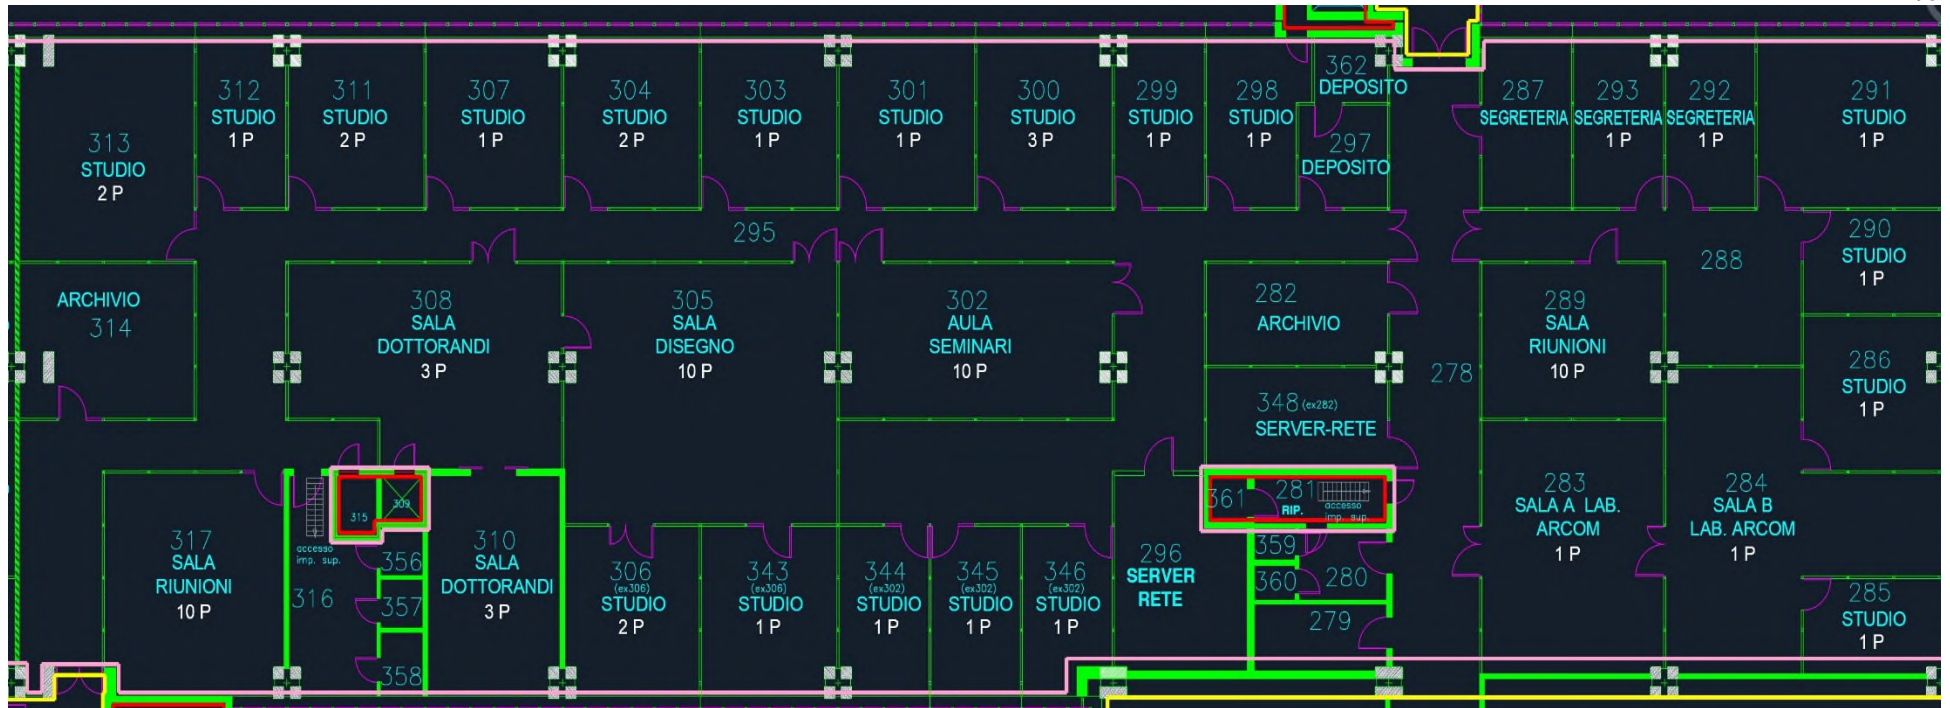 313
STUDIO
2 P
312
STUDIO
1 P
311
STUDIO
2 P
307
STUDIO
1 P
304
STUDIO
2 P
303
STUDIO
1 P
301
STUDIO
1 P
300
STUDIO
3 P
299
STUDIO
1 P
298
STUDIO
1 P
362
DEPOSITO
297
DEPOSITO
287
SEGRETERIA
293
SEGRETERIA
1 P
292
SEGRETERIA
1 P
291
STUDIO
1 P
295
290
STUDIO
1 P
288
ARCHIVIO
314
308
SALA
DOTTORANDI
3 P
305
SALA
DISEGNO
10 P
302
AULA
SEMINARI
10 P
282
ARCHIVIO
289
SALA
RIUNIONI
10 P
278
286
STUDIO
1 P
348 (ex282)
SERVER-RETE
317
SALA
RIUNIONI
10 P
315
309
accesso
imp. sup.
316
356
357
358
310
SALA
DOTTORANDI
3 P
306
(ex306)
STUDIO
2 P
343
(ex306)
STUDIO
1 P
344
(ex302)
STUDIO
1 P
345
(ex302)
STUDIO
1 P
346
(ex302)
STUDIO
1 P
296
SERVER
RETE
361
281
RIP.
accesso
imp. sup.
359
360
280
279
283
SALA A LAB.
ARCOM
1 P
284
SALA B
LAB. ARCOM
1 P
285
STUDIO
1 P